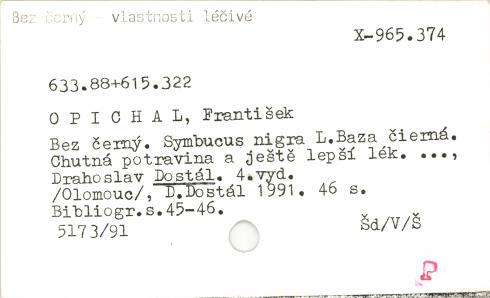 Bez černý - vlastnosti léčivé
X-965.374
633.88+615.322
O P I C H A L, František
Bez černý. Symbucus nigra L.Baza čierná.
Chutná potravina a ještě lepší lék. ...,
Drahoslav Dostál. 4.vyd.
/Olomouc/, D.Dostál 1991. 46 s.
Bibliogr.s.45-46.
5173/91
Šd/V/Š
P